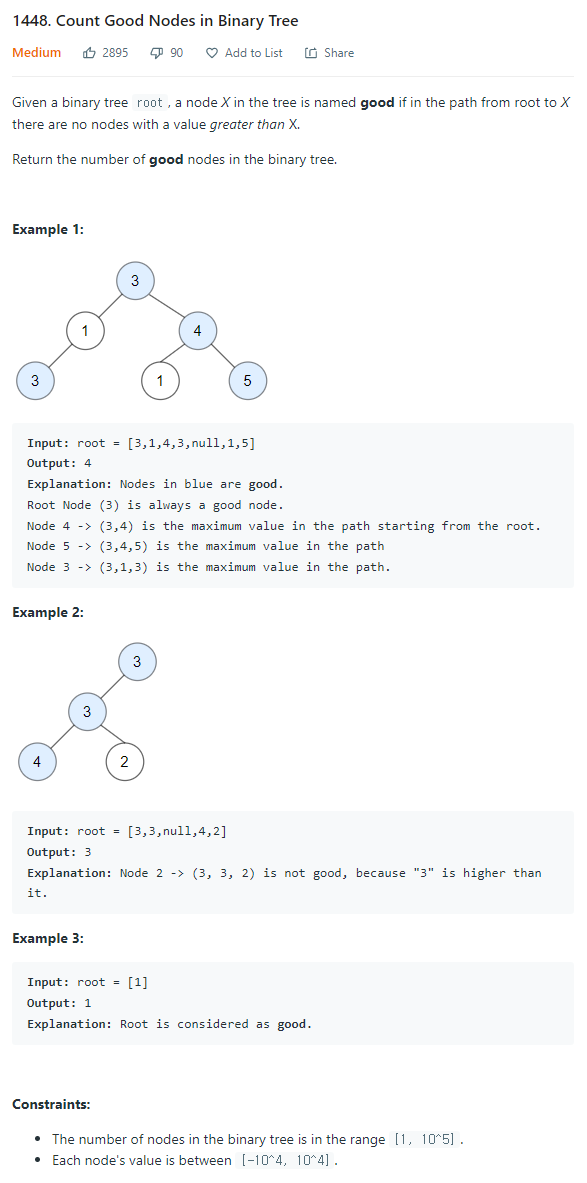 1448. Count Good Nodes in Binary Tree
Medium 2895 90 Add to List Share
Given a binary tree root , a node X in the tree is named good if in the path from root to X
there are no nodes with a value greater than X.
Return the number of good nodes in the binary tree.
Example 1:
3
1 4
3 1 5
Input: root = [3,1,4,3,null,1,5]
Output: 4
Explanation: Nodes in blue are good.
Root Node (3) is always a good node.
Node 4 -> (3,4) is the maximum value in the path starting from the root.
Node 5 -> (3,4,5) is the maximum value in the path
Node 3 -> (3,1,3) is the maximum value in the path.
Example 2:
3
3
4 2
Input: root = [3,3,null,4,2]
Output: 3
Explanation: Node 2 -> (3, 3, 2) is not good, because "3" is higher than
it.
Example 3:
Input: root = [1]
Output: 1
Explanation: Root is considered as good.
Constraints:
• The number of nodes in the binary tree is in the range [1, 10^5] .
• Each node's value is between [-10^4, 10^4] .